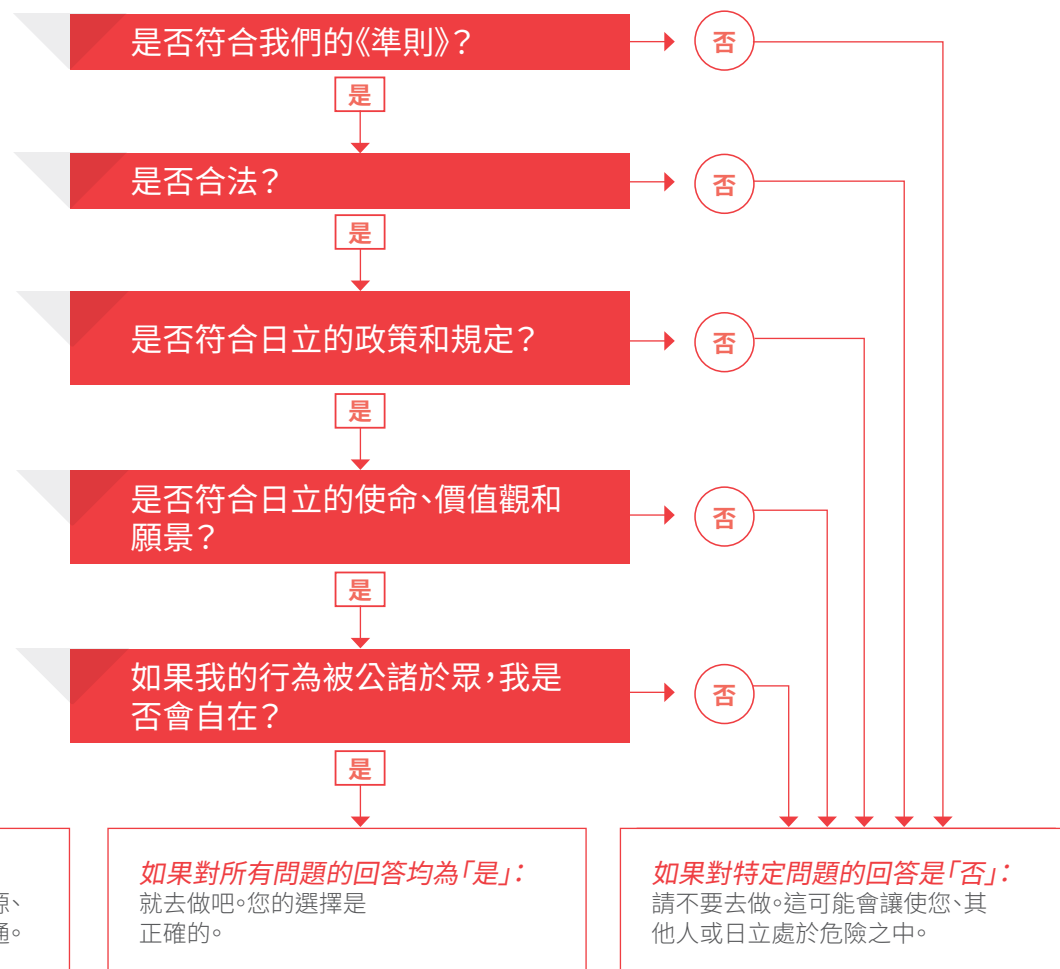 是否符合我們的《準則》？
否
是
是否合法？
否
是
是否符合日立的政策和規定？
否
是
是否符合日立的使命、價值觀和
願景？
否
是
如果我的行為被公諸於眾，我是
否會自在？
否
是
、
通。
如果對所有問題的回答均為「是」：
就去做吧。您的選擇是
正確的。
如果對特定問題的回答是「否」：
請不要去做。這可能會讓使您、其
他人或日立處於危險之中。